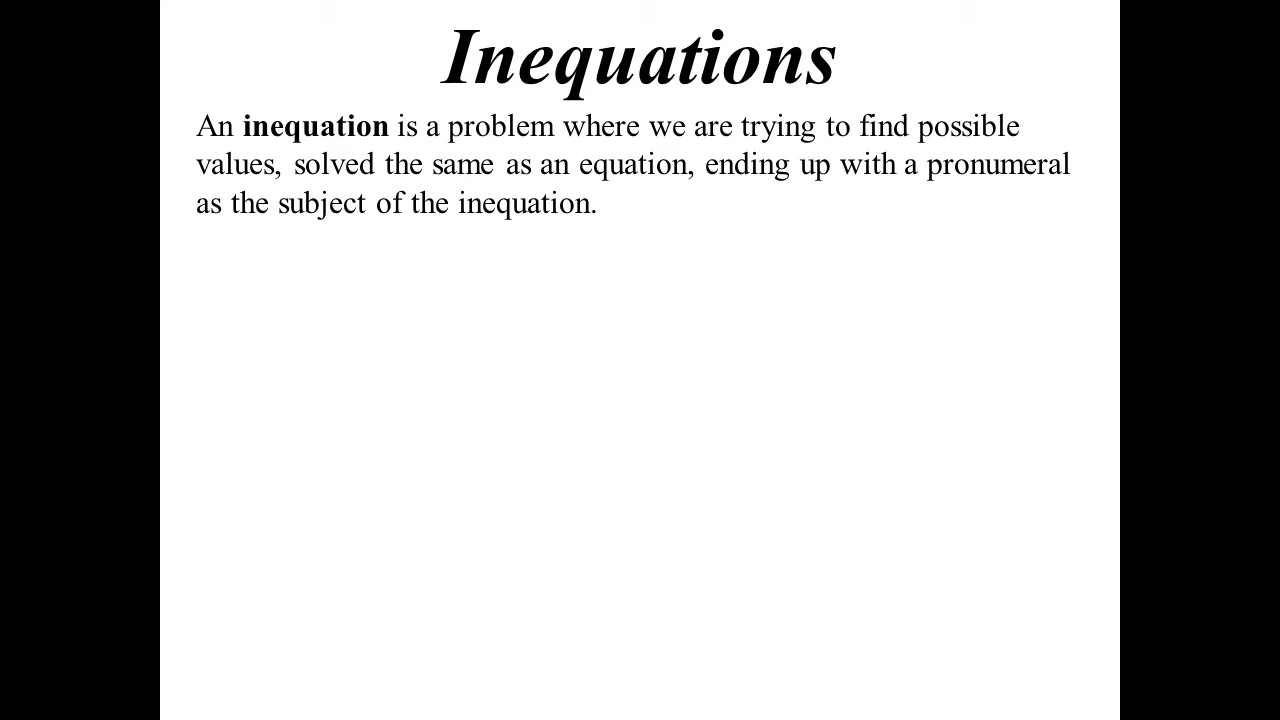 Inequations
An inequation is a problem where we are trying to find possible
values, solved the same as an equation, ending up with a pronumeral
as the subject of the inequation.